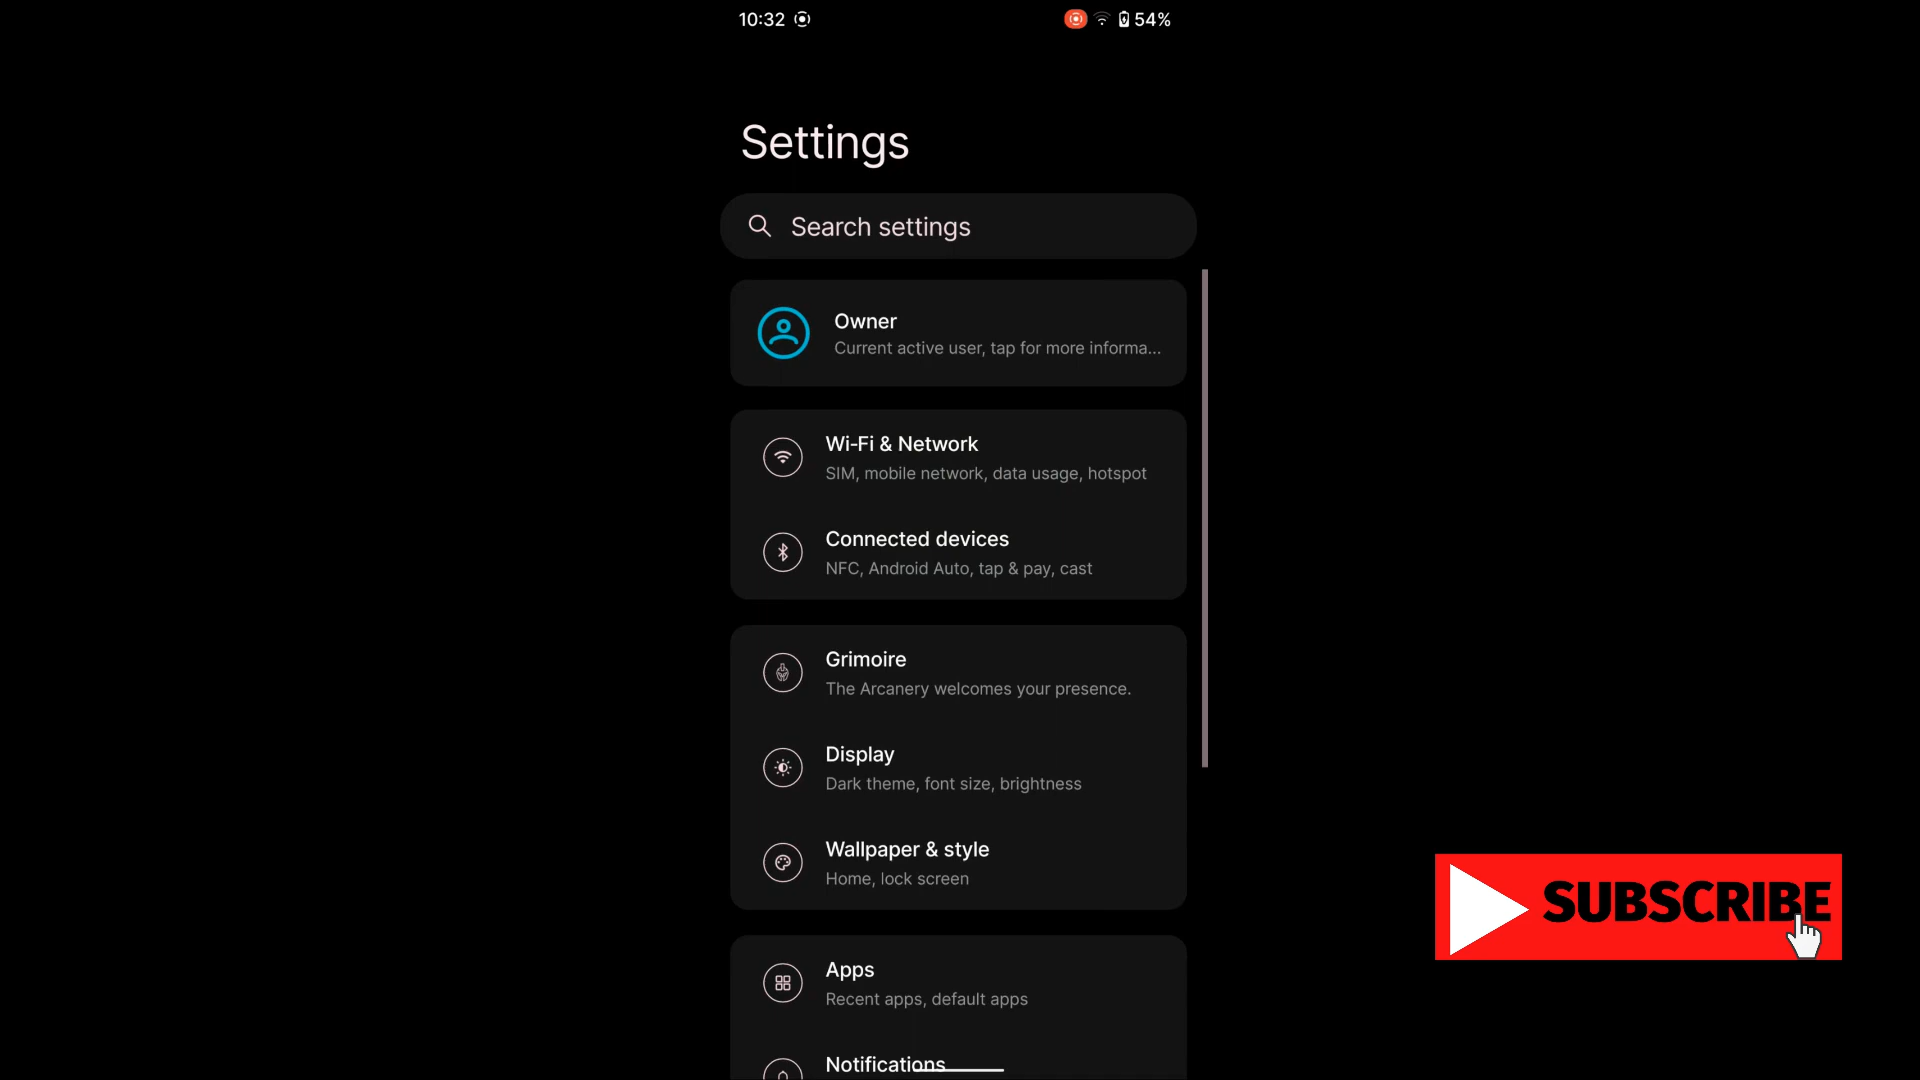 10:32
54%
Settings
Search settings
Owner
Current active user, tap for more informa...
Wi-Fi & Network
SIM, mobile network, data usage, hotspot
Connected devices
NFC, Android Auto, tap & pay, cast
Grimoire
The Arcanery welcomes your presence.
Display
Dark theme, font size, brightness
Wallpaper & style
Home, lock screen
SUBSCRIBE
Apps
Recent apps, default apps
Notifications